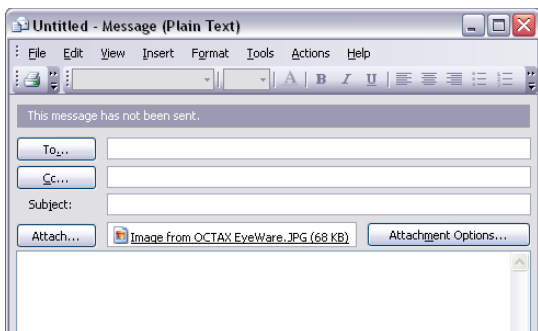 Untitled - Message (Plain Text)
File Edit View Insert Format Tools Actions Help
A B I U
This message has not been sent.
To...
Cc...
Subject:
Attach... Image from OCTAX EyeWare.JPG (68 KB) Attachment Options...